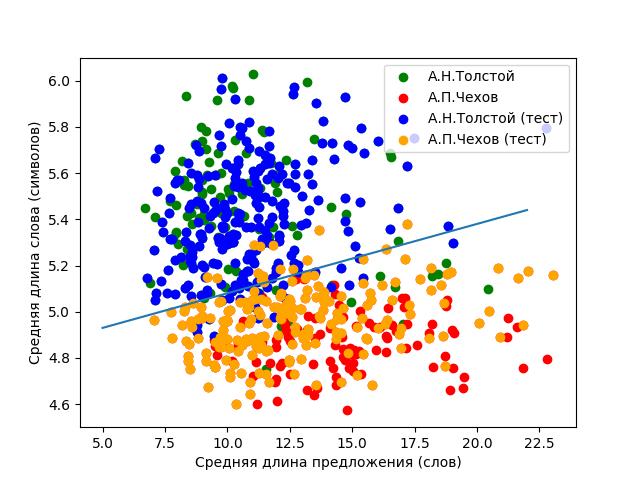 А.Н.Толстой
А.П.Чехов
А.Н.Толстой (тест)
А.П.Чехов (тест)
Средняя длина слова (символов)
6.0
5.8
5.6
5.4
5.2
5.0
4.8
4.6
5.0 7.5 10.0 12.5 15.0 17.5 20.0 22.5
Средняя длина предложения (слов)